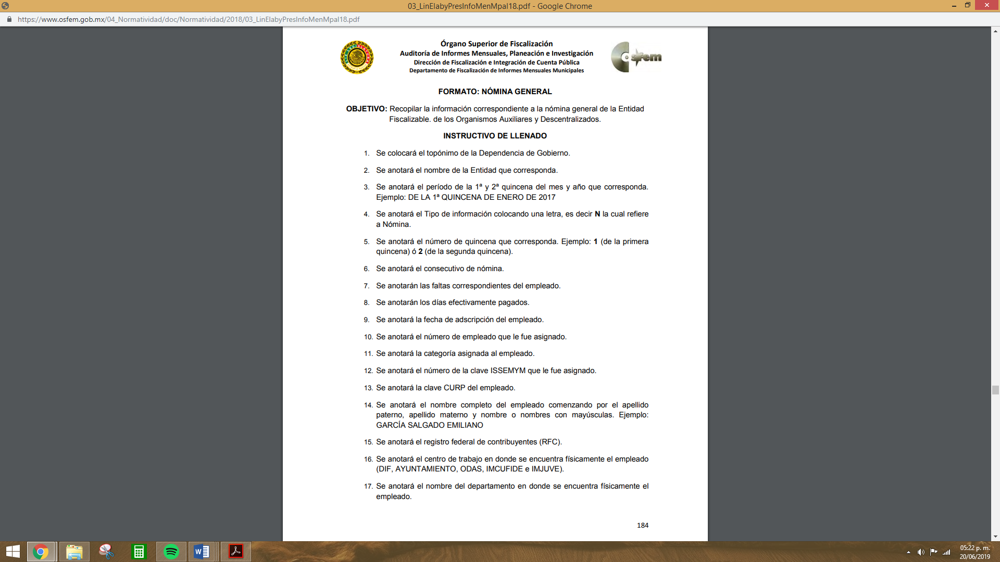 03_LinElabyPresInfoMenMpal18.pdf - Google Chrome
https://www.osfem.gob.mx/04_Normatividad/doc/Normatividad/2018/03_LinElabyPresInfoMenMpal18.pdf
Órgano Superior de Fiscalización
Auditoría de Informes Mensuales, Planeación e Investigación
Dirección de Fiscalización e Integración de Cuenta Pública
Departamento de Fiscalización de Informes Mensuales Municipales
osfem
FORMATO: NÓMINA GENERAL
OBJETIVO: Recopilar la información correspondiente a la nómina general de la Entidad
Fiscalizable. de los Organismos Auxiliares y Descentralizados.
INSTRUCTIVO DE LLENADO
1. Se colocará el topónimo de la Dependencia de Gobierno.
2. Se anotará el nombre de la Entidad que corresponda.
3. Se anotará el período de la 1ª y 2ª quincena del mes y año que corresponda.
Ejemplo: DE LA 1ª QUINCENA DE ENERO DE 2017
4. Se anotará el Tipo de información colocando una letra, es decir N la cual refiere
a Nómina.
5. Se anotará el número de quincena que corresponda. Ejemplo: 1 (de la primera
quincena) ó 2 (de la segunda quincena).
6. Se anotará el consecutivo de nómina.
7. Se anotarán las faltas correspondientes del empleado.
8. Se anotarán los días efectivamente pagados.
9. Se anotará la fecha de adscripción del empleado.
10. Se anotará el número de empleado que le fue asignado.
11. Se anotará la categoría asignada al empleado.
12. Se anotará el número de la clave ISSEMYM que le fue asignado.
13. Se anotará la clave CURP del empleado.
14. Se anotará el nombre completo del empleado comenzando por el apellido
paterno, apellido materno y nombre o nombres con mayúsculas. Ejemplo:
GARCÍA SALGADO EMILIANO
15. Se anotará el registro federal de contribuyentes (RFC).
16. Se anotará el centro de trabajo en donde se encuentra físicamente el empleado
(DIF, AYUNTAMIENTO, ODAS, IMCUFIDE e IMJUVE).
17. Se anotará el nombre del departamento en donde se encuentra físicamente el
empleado.
184
05:22 p. m.
20/06/2019